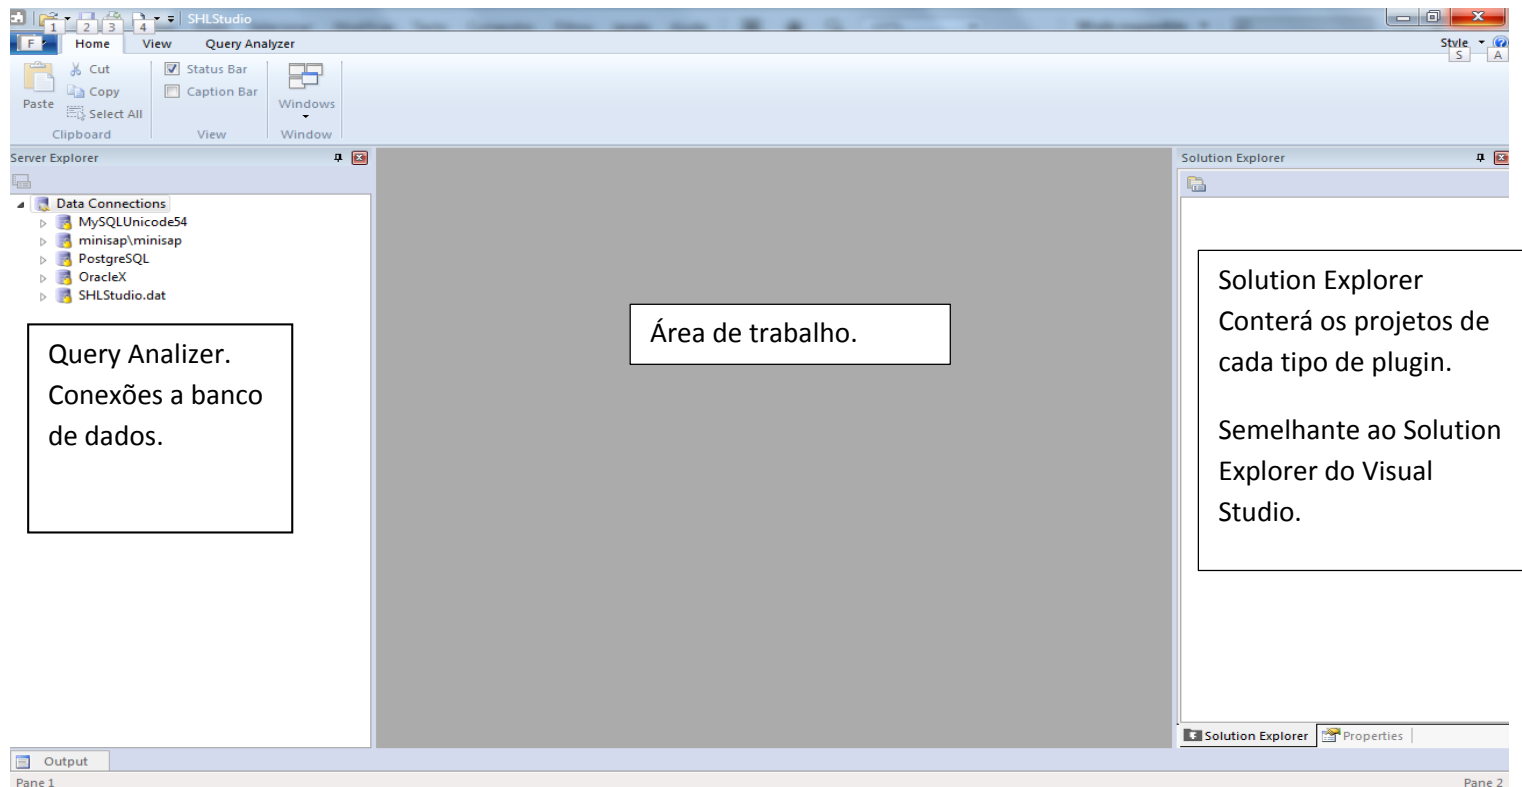 SHLStudio
1 2 3 4
F Home View Query Analyzer Style
S A
Paste
Cut
Copy
Select All
Clipboard
Status Bar
Caption Bar
View
Windows
Window
Server Explorer
Data Connections
MySQLUnicode54
minisap\minisap
PostgreSQL
OracleX
SHLStudio.dat
Query Analizer.
Conexões a banco
de dados.
Área de trabalho.
Solution Explorer
Solution Explorer
Conterá os projetos de
cada tipo de plugin.
Semelhante ao Solution
Explorer do Visual
Studio.
Solution Explorer Properties
Output
Pane 1 Pane 2